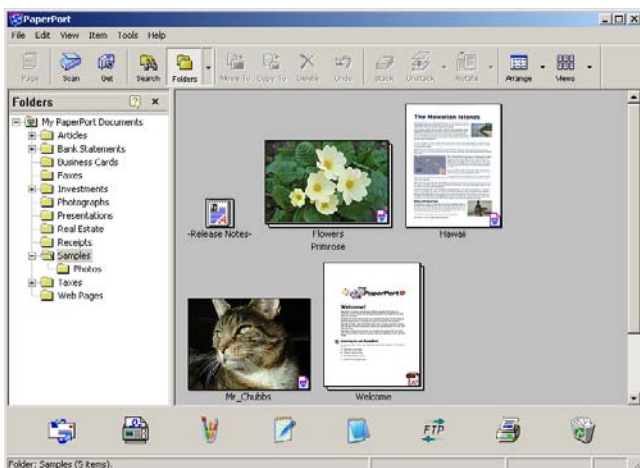 PaperPort
File Edit View Item Tools Help
Page Scan Get Search Folders Move To Copy To Delete Undo Stack Unstack Rotate Arrange Views
Folders
My PaperPort Documents
Articles
Bank Statements
Business Cards
Faxes
Investments
Photographs
Presentations
Real Estate
Receipts
Samples
Photos
Taxes
Web Pages
The Hawaiian Islands
-Release Notes-
Flowers
Primrose
Hawaii
PaperPort
Welcome!
Mr_Chubbs
Welcome
FTP
Folder: Samples (5 items).